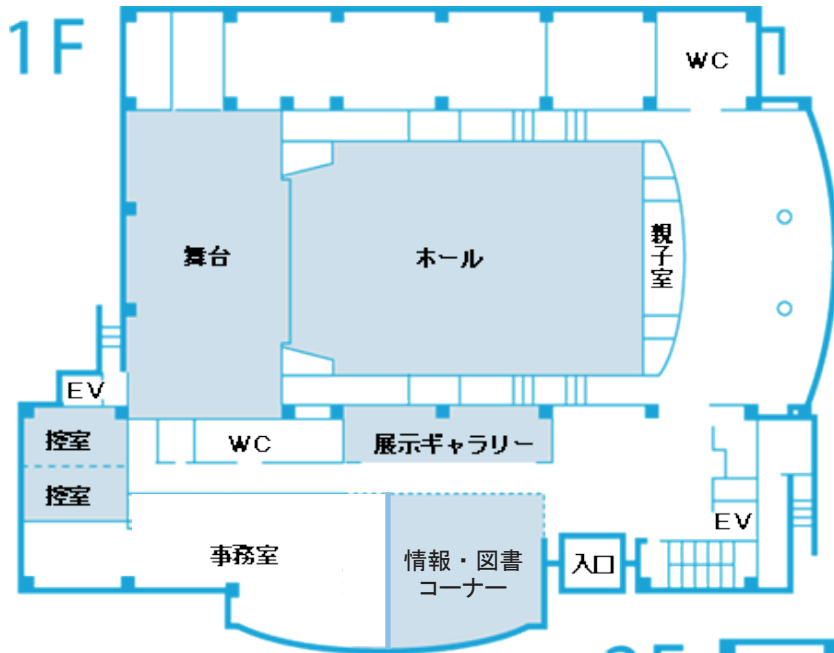 1F
WC
舞台
ホール
親子室
EV
控室
WC
展示ギャラリー
控室
EV
事務室
情報・図書
コーナー
入口